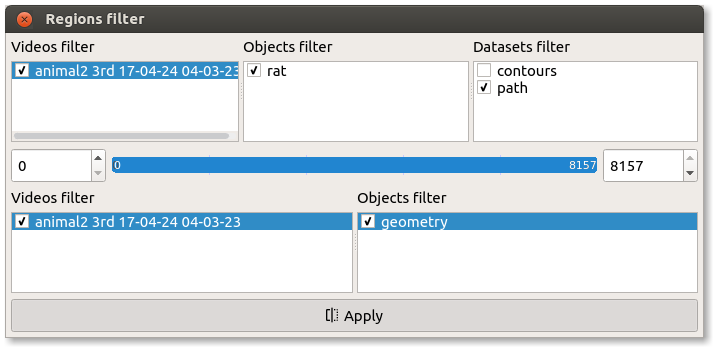 Regions filter
Videos filter Objects filter Datasets filter
animal2 3rd 17-04-24 04-03-23 rat contours
path
0 0 8157 8157
Videos filter Objects filter
animal2 3rd 17-04-24 04-03-23 geometry
Apply